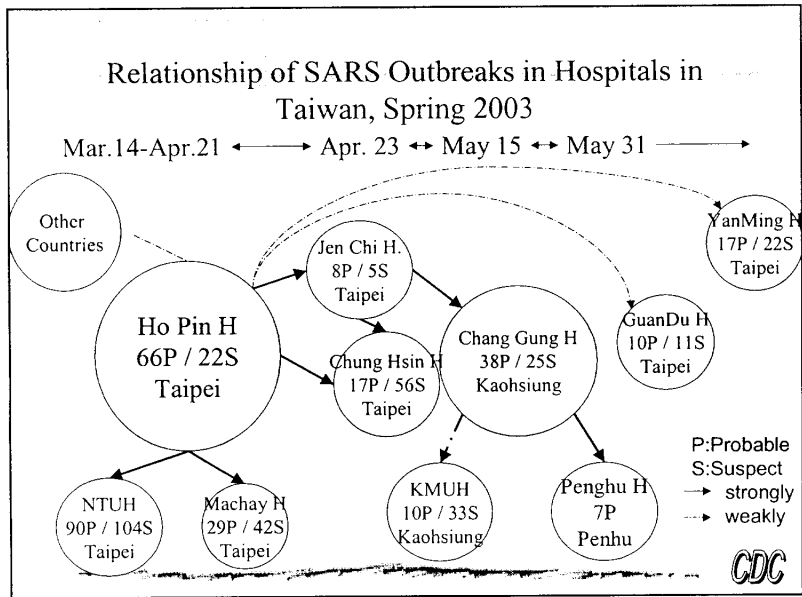 Relationship of SARS Outbreaks in Hospitals in
Taiwan, Spring 2003
Mar.14-Apr.21 Apr. 23 May 15 May 31
Other
Countries
YanMing H
17P / 22S
Taipei
Jen Chi H.
8P / 5S
Taipei
Ho Pin H
66P / 22S
Taipei
Chang Gung H
38P / 25S
Kaohsiung
GuanDu H
10P / 11S
Taipei
Chung Hsin H
17P / 56S
Taipei
P:Probable
S:Suspect
strongly
weakly
NTUH
90P / 104S
Taipei
Machay H
29P / 42S
Taipei
KMUH
10P / 33S
Kaohsiung
Penghu H
7P
Penhu
CDC